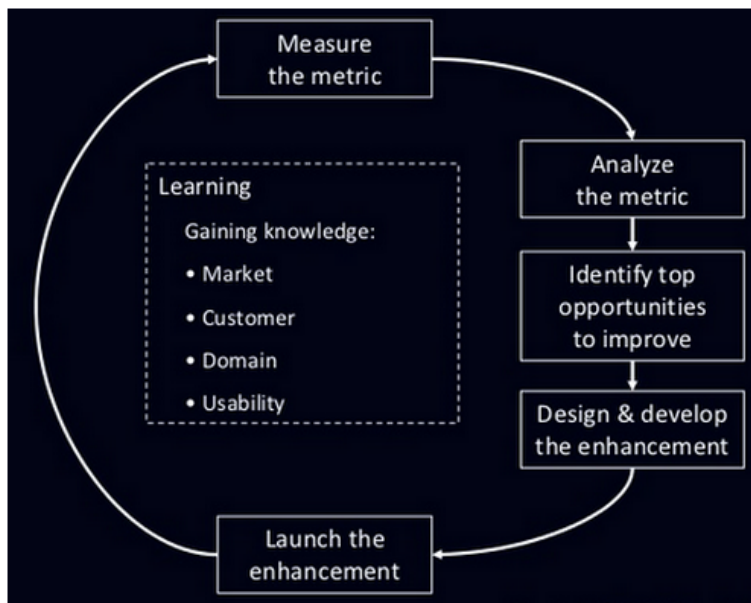 Measure
the metric
Analyze
the metric
Learning
Gaining knowledge:
• Market
• Customer
• Domain
• Usability
Identify top
opportunities
to improve
Design & develop
the enhancement
Launch the
enhancement